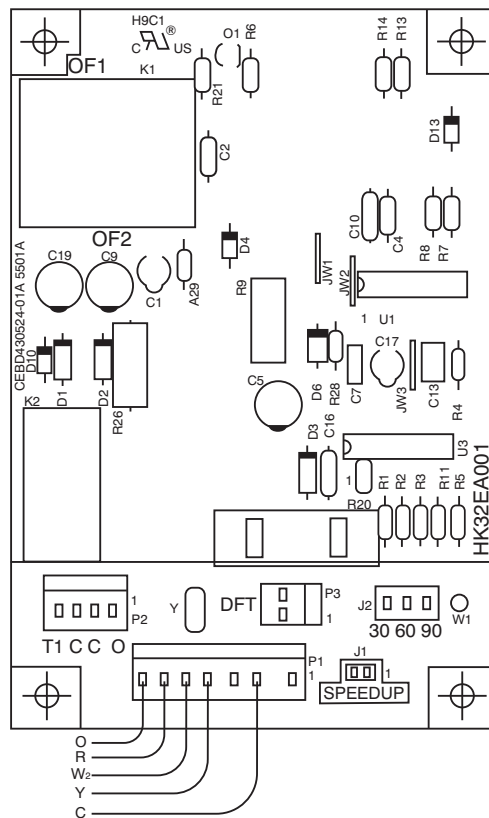 H9C1
C ® US
K1
OF1
O1
R6
R21
R14
R13
D13
C2
OF2
D4
C10
C4
R8
R7
C19
C9
C1
A29
R9
JW1
JW2
1 U1
CEBD430524-01A 5501A
D10
D1
D2
R26
K2
C5
D6
R28
C7
C17
JW3
C13
R4
D3
C16
U3
1
R20
R1
R2
R3
R11
R5
HK32EA001
1
P2
T1 C C O
Y
DFT
P3
1
J2
30 60 90
W1
P1
1
J1
1
SPEEDUP
O
R
W2
Y
C